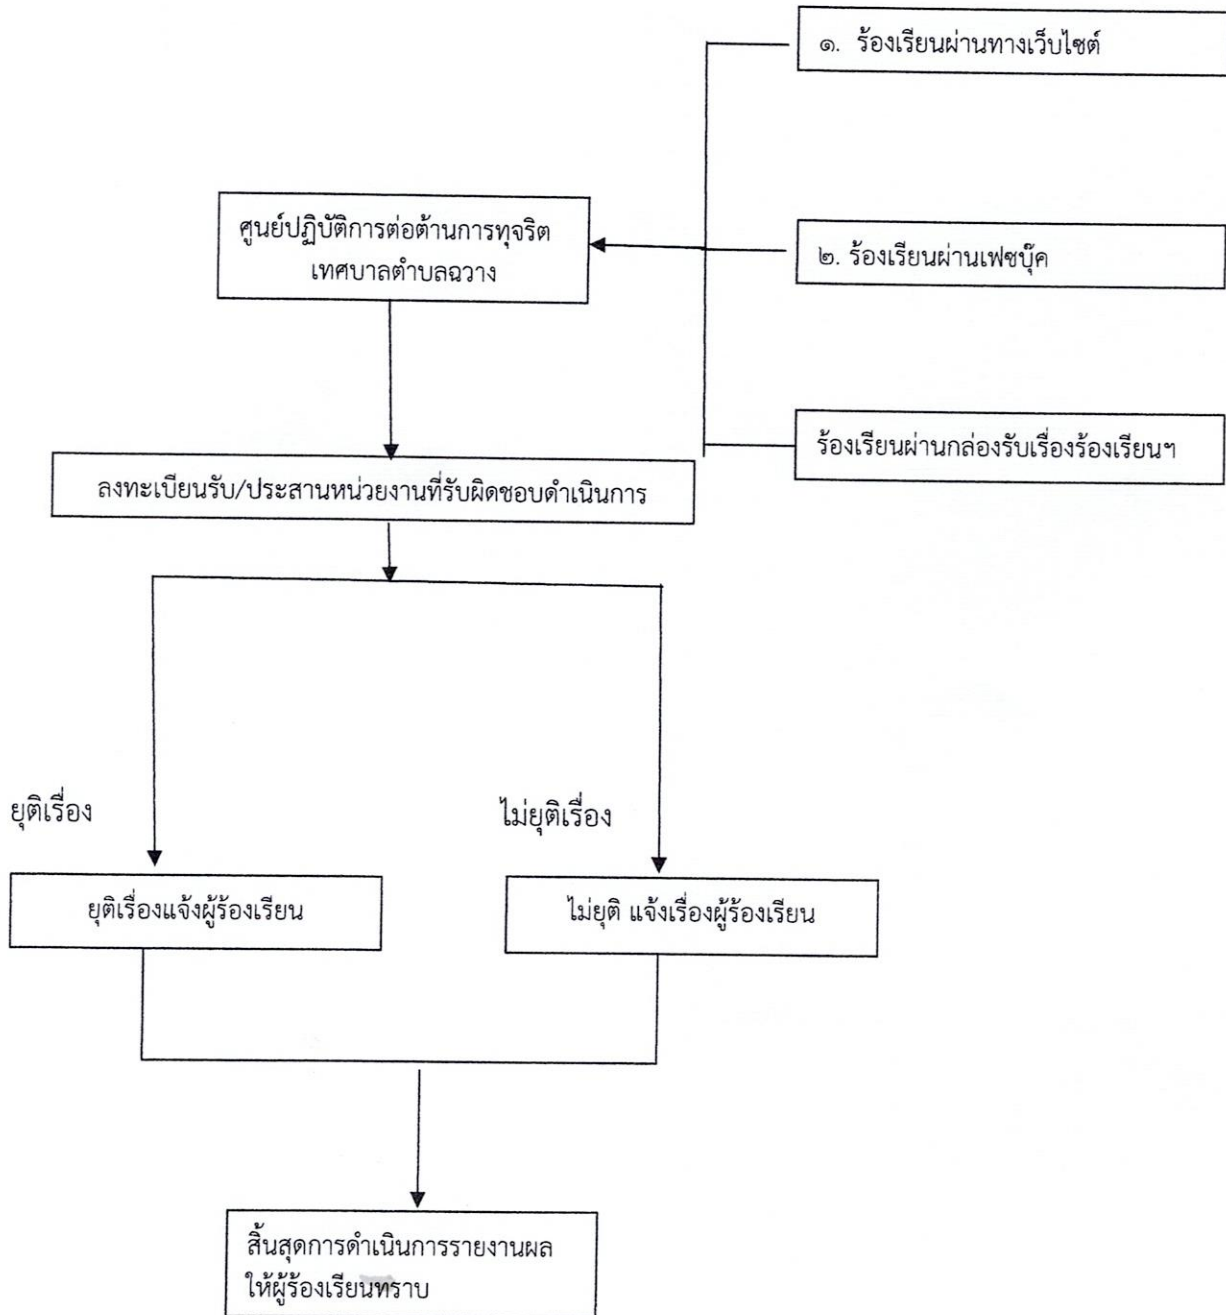 ๑. ร้องเรียนผ่านทางเว็บไซต์
ศูนย์ปฏิบัติการต่อต้านการทุจริต
เทศบาลตำบลฉวาง
๒. ร้องเรียนผ่านเฟซบุ๊ค
ร้องเรียนผ่านกล่องรับเรื่องร้องเรียนฯ
ลงทะเบียนรับ/ประสานหน่วยงานที่รับผิดชอบดำเนินการ
ยุติเรื่อง
ไม่ยุติเรื่อง
ยุติเรื่องแจ้งผู้ร้องเรียน
ไม่ยุติ แจ้งเรื่องผู้ร้องเรียน
สิ้นสุดการดำเนินการรายงานผล
ให้ผู้ร้องเรียนทราบ